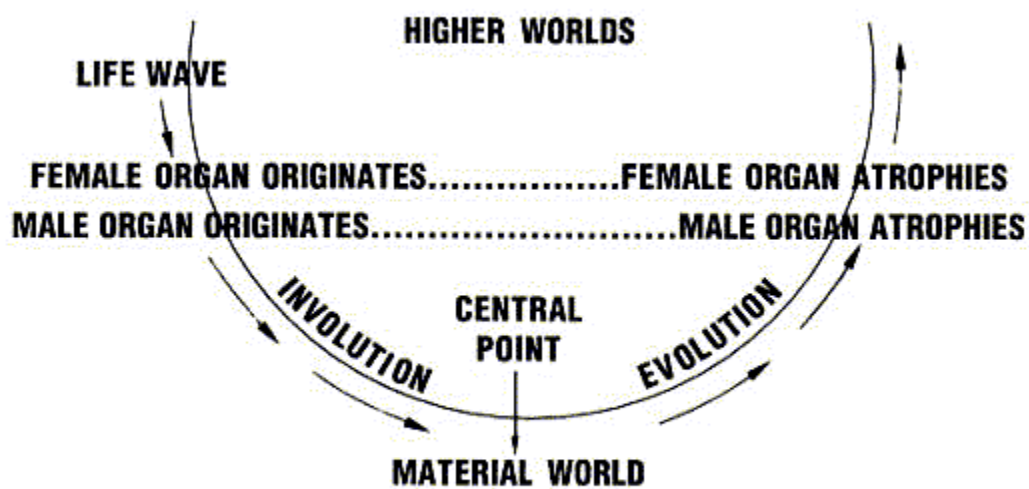 HIGHER WORLDS
LIFE WAVE
FEMALE ORGAN ORIGINATES.................FEMALE ORGAN ATROPHIES
MALE ORGAN ORIGINATES...........................MALE ORGAN ATROPHIES
INVOLUTION
CENTRAL
POINT
EVOLUTION
MATERIAL WORLD